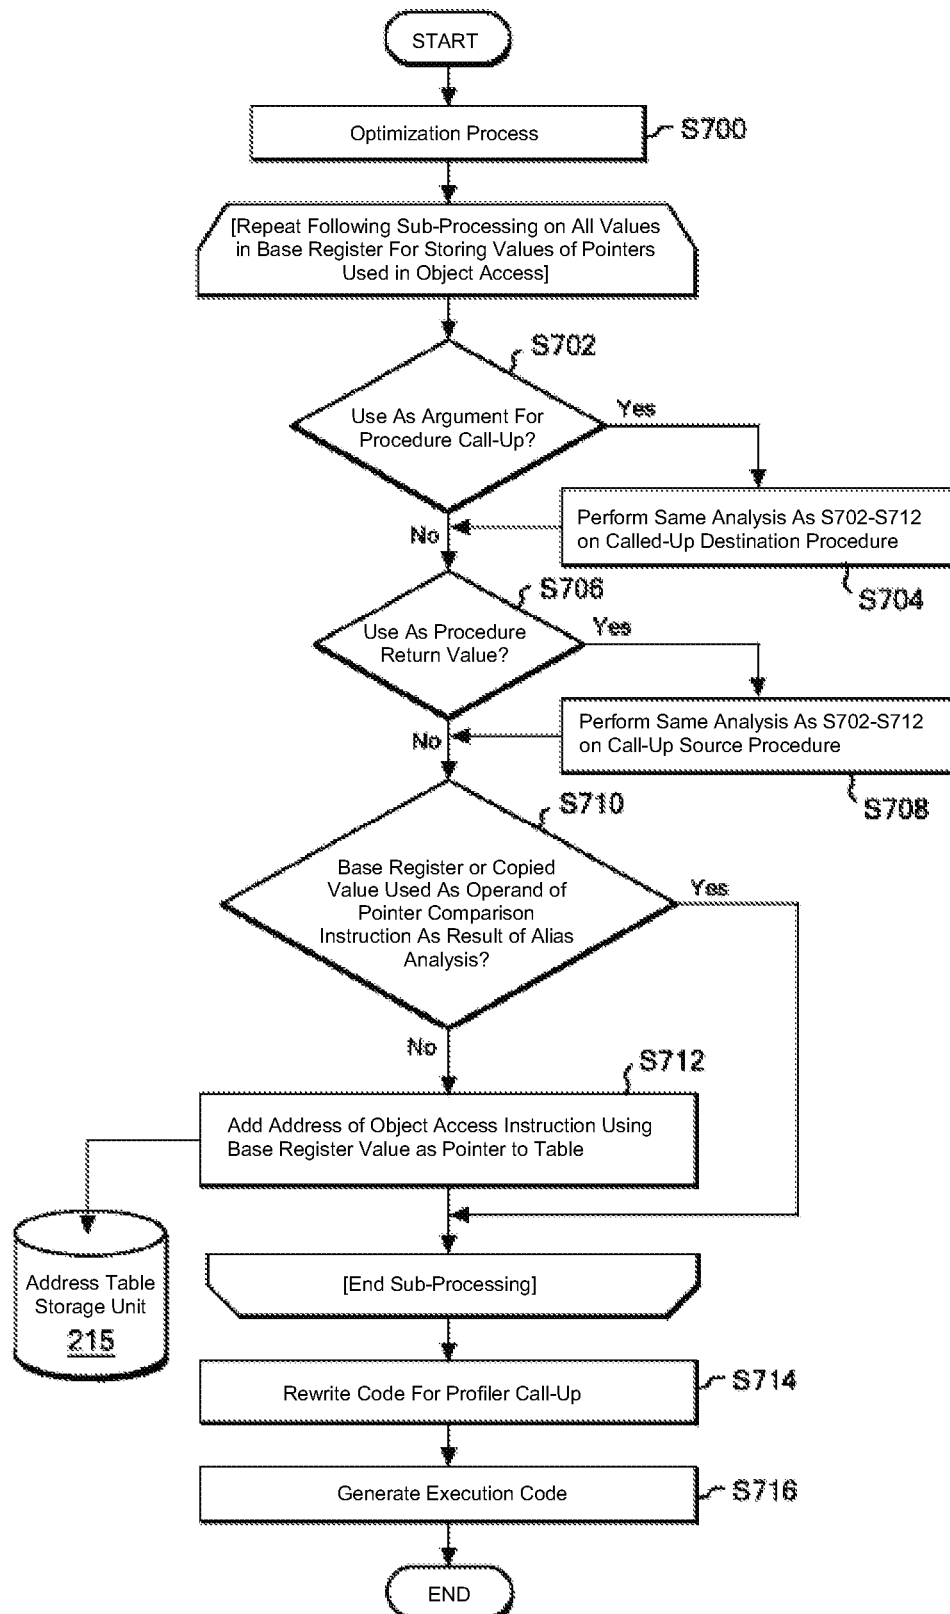 START
Optimization Process
S700
[Repeat Following Sub-Processing on All Values
in Base Register For Storing Values of Pointers
Used in Object Access]
S702
Use As Argument For
Procedure Call-Up?
Yes
No
Perform Same Analysis As S702-S712
on Called-Up Destination Procedure
S704
S706
Use As Procedure
Return Value?
Yes
No
Perform Same Analysis As S702-S712
on Call-Up Source Procedure
S708
S710
Base Register or Copied
Value Used As Operand of
Pointer Comparison
Instruction As Result of Alias
Analysis?
Yes
No
S712
Add Address of Object Access Instruction Using
Base Register Value as Pointer to Table
Address Table
Storage Unit
215
[End Sub-Processing]
Rewrite Code For Profiler Call-Up
S714
Generate Execution Code
S716
END